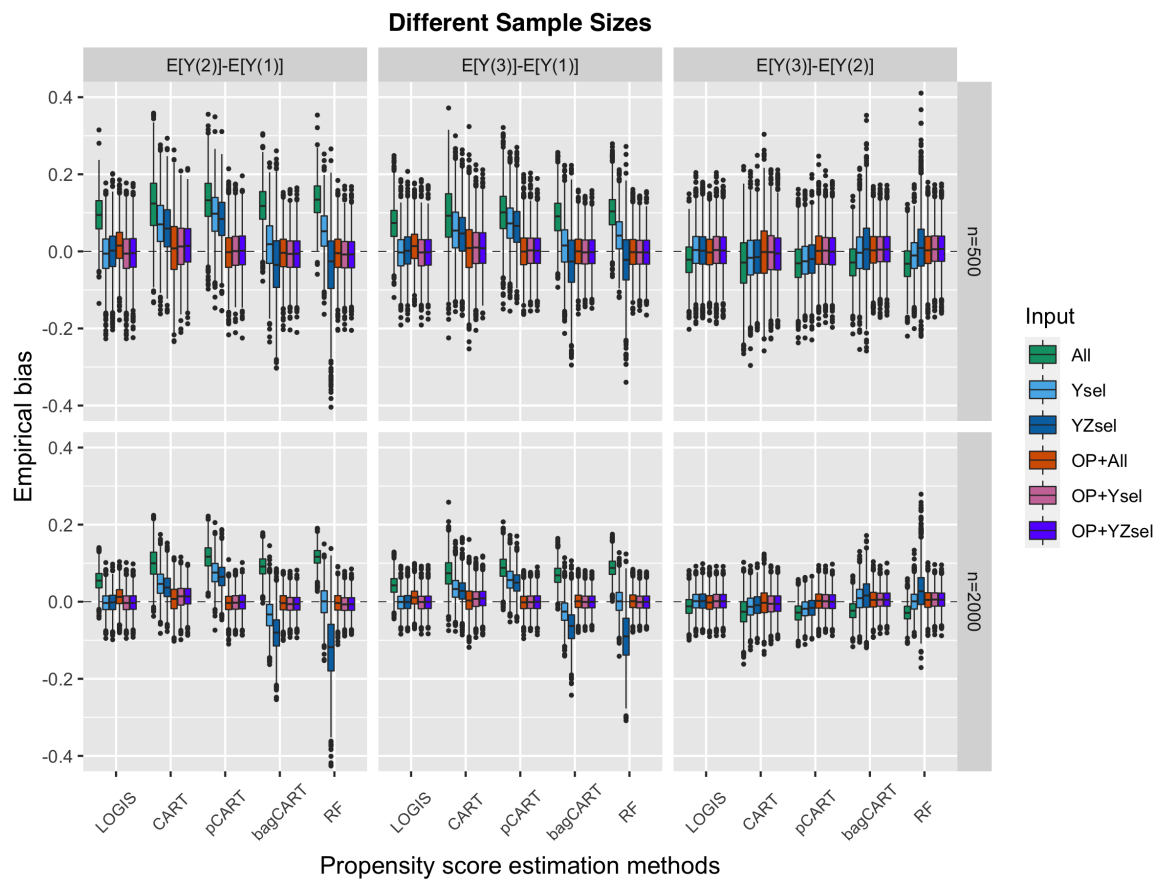 Different Sample Sizes
E[Y(2)]-E[Y(1)]
E[Y(3)]-E[Y(1)]
E[Y(3)]-E[Y(2)]
Empirical bias
0.4
0.2
0.0
-0.2
-0.4
n=500
0.4
0.2
0.0
-0.2
-0.4
n=2000
LOGIS
CART
pCART
bagCART
RF
LOGIS
CART
pCART
bagCART
RF
LOGIS
CART
pCART
bagCART
RF
Propensity score estimation methods
Input
All
Ysel
YZsel
OP+All
OP+Ysel
OP+YZsel